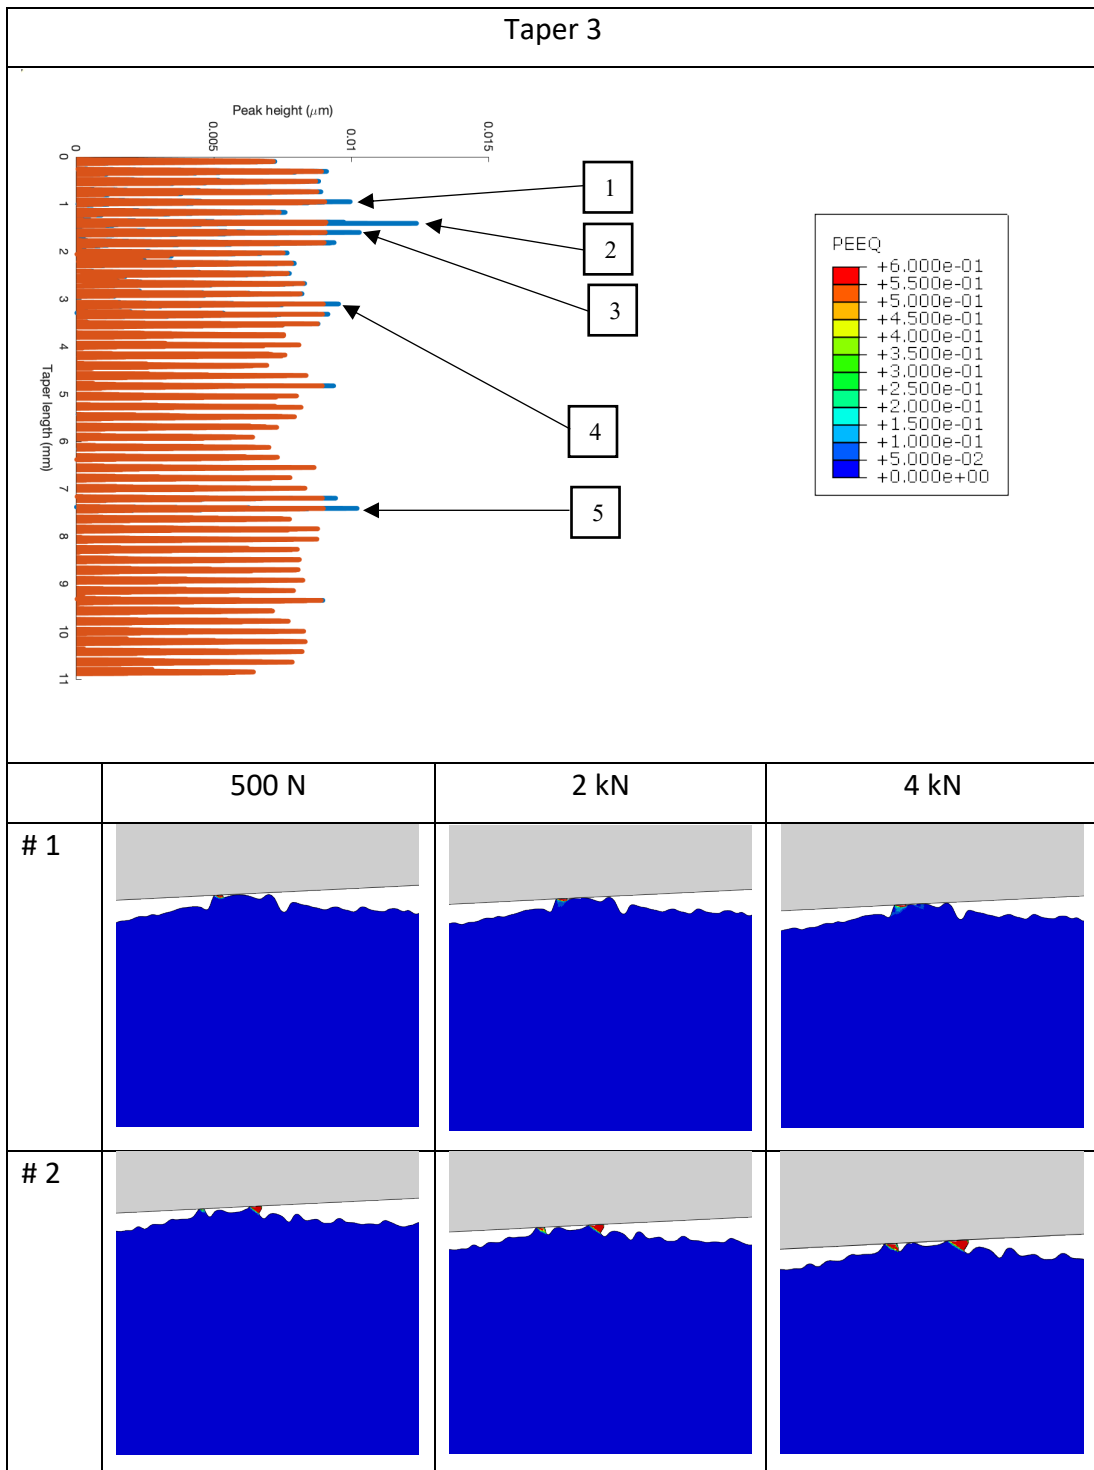 Taper 3
Peak height (μm)
0 0.005 0.01 0.015
0
1
2
3
4
5
6
7
8
9
10
11
Taper length (mm)
1
2
3
4
5
PEEQ
+6.000e-01
+5.500e-01
+5.000e-01
+4.500e-01
+4.000e-01
+3.500e-01
+3.000e-01
+2.500e-01
+2.000e-01
+1.500e-01
+1.000e-01
+5.000e-02
+0.000e+00
500 N 2 kN 4 kN
# 1
# 2